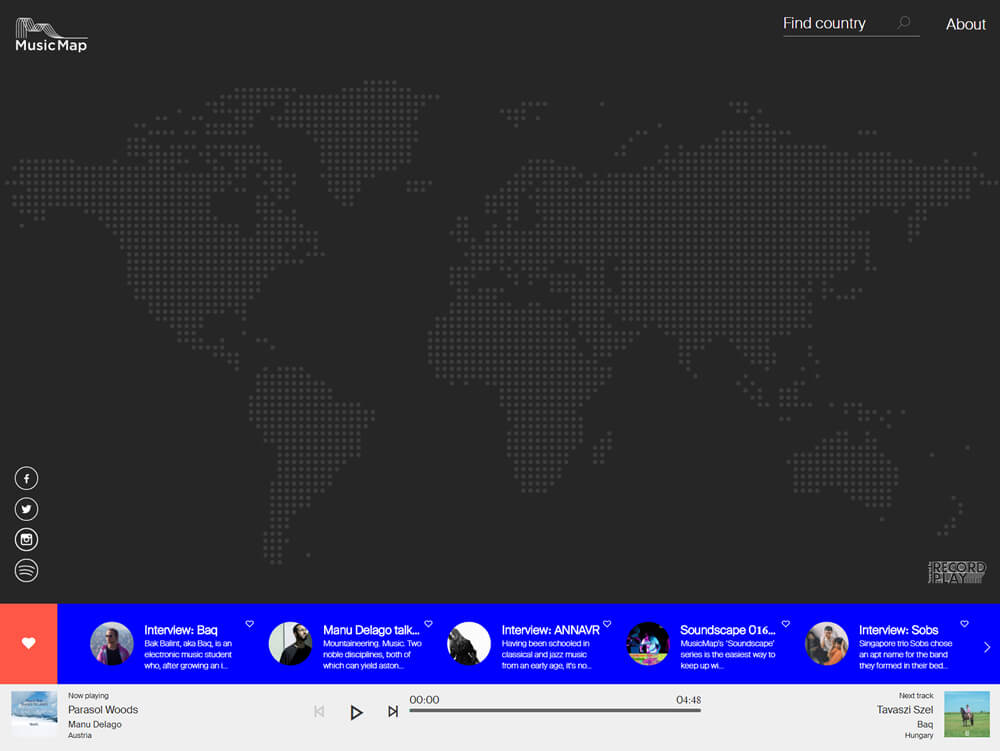 MusicMap
Find country
About
RECORD
PLAY
Interview: Baq
Bak Balint, aka Baq, is an
electronic music student
who, after growing an i...
Manu Delago talk...
Mountaineering. Music. Two
noble disciplines, both of
which can yield aston...
Interview: ANNAVR
Having been schooled in
classical and jazz music
from an early age, it's no...
Soundscape 016...
MusicMap's 'Soundscape'
series is the easiest way to
keep up wi...
Interview: Sobs
Singapore trio Sobs chose
an apt name for the band
they formed in their bed...
Now playing
Parasol Woods
Manu Delago
Austria
00:00
04:48
Next track
Tavaszi Szel
Baq
Hungary